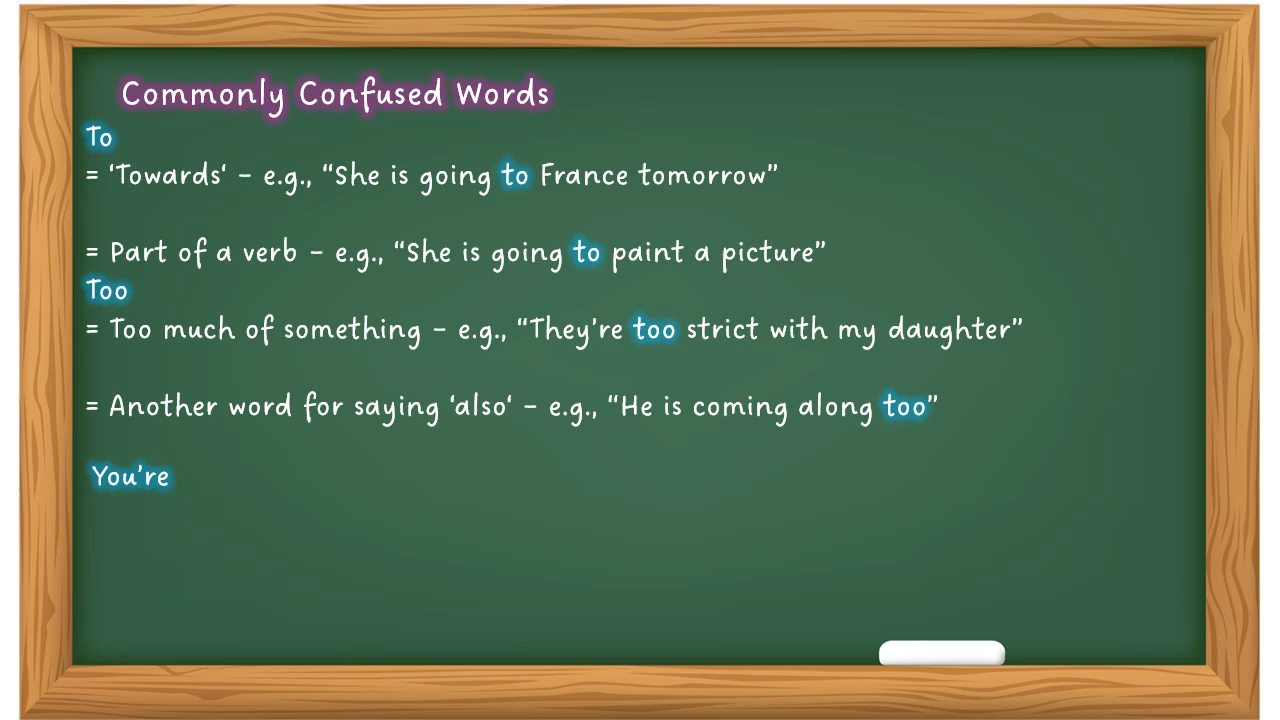 Commonly Confused Words
To
= ‘Towards‘ – e.g., “She is going to France tomorrow”
= Part of a verb – e.g., “She is going to paint a picture”
Too
= Too much of something – e.g., “They’re too strict with my daughter”
= Another word for saying ‘also‘ – e.g., “He is coming along too”
You’re